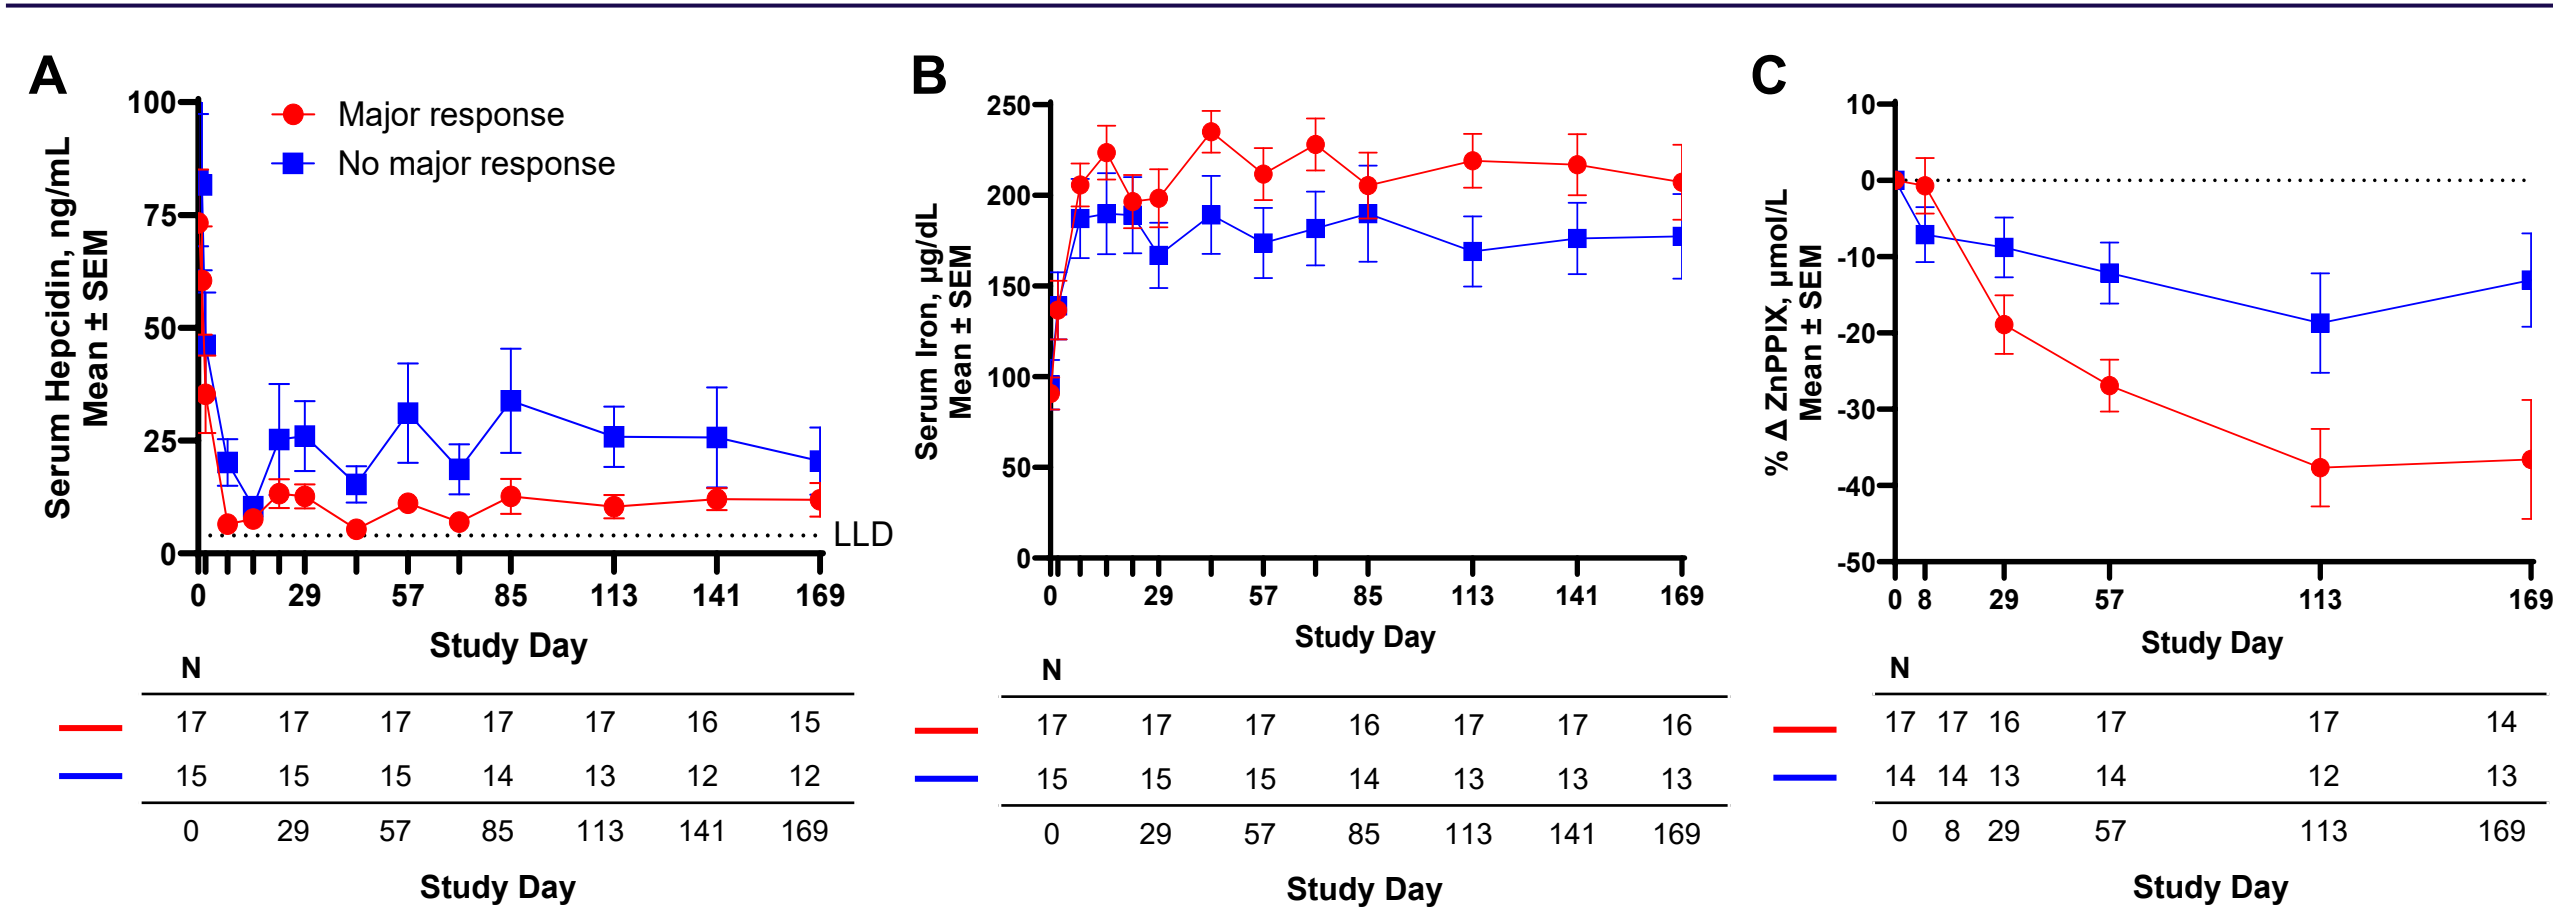 A
Serum Hepcidin, ng/mL
Mean ± SEM
100
75
50
25
0
Major response
No major response
LLD
0 29 57 85 113 141 169
Study Day
N
17 17 17 17 17 16 15
15 15 15 14 13 12 12
0 29 57 85 113 141 169
Study Day
B
Serum Iron, µg/dL
Mean ± SEM
250
200
150
100
50
0
0 29 57 85 113 141 169
Study Day
N
17 17 17 16 17 17 16
15 15 15 14 13 13 13
0 29 57 85 113 141 169
Study Day
C
% Δ ZnPPIX, µmol/L
Mean ± SEM
10
0
-10
-20
-30
-40
-50
0 8 29 57 113 169
Study Day
N
17 17 16 17 17 14
14 14 13 14 12 13
0 8 29 57 113 169
Study Day